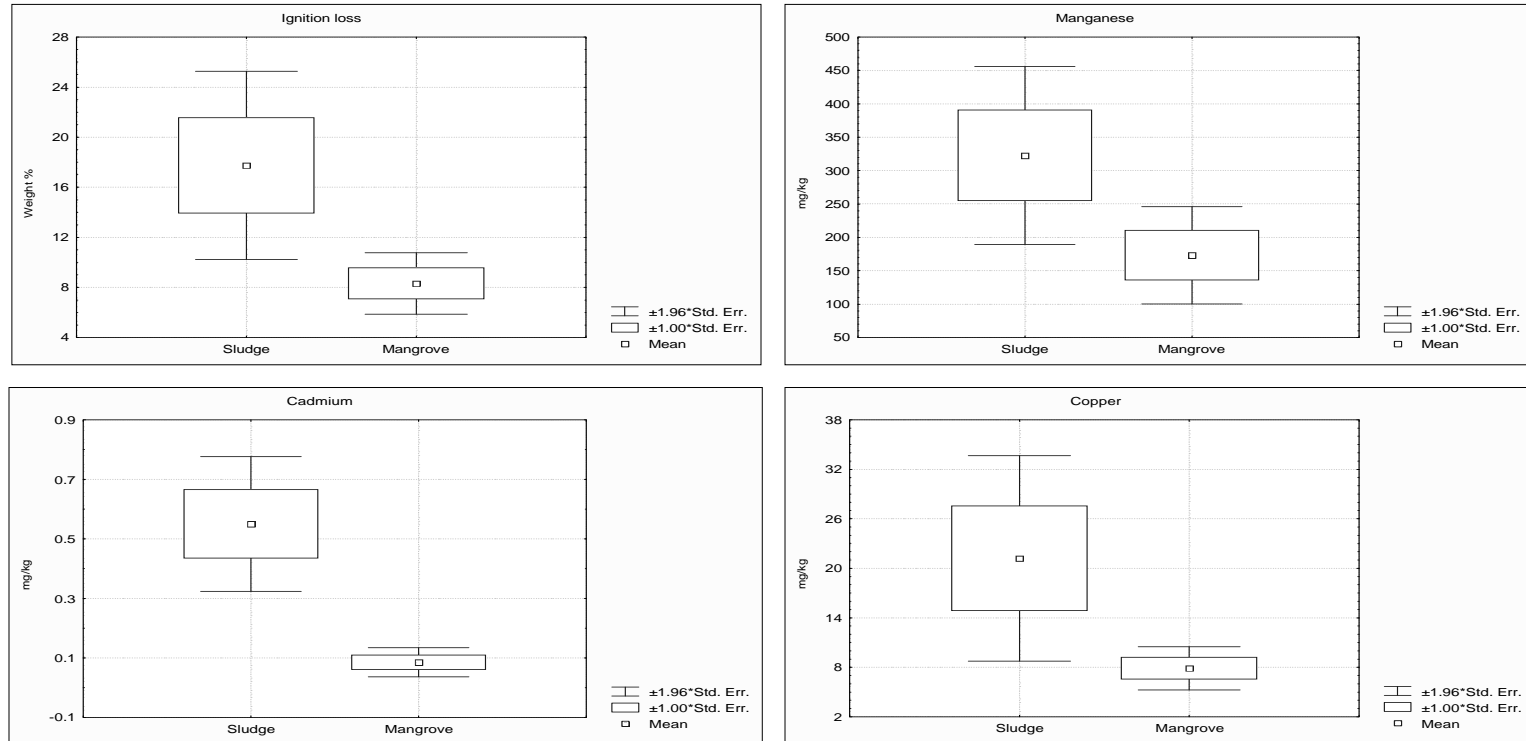 Ignition loss
28
24
20
16
12
8
4
Weight %
Sludge
Mangrove
±1.96*Std. Err.
±1.00*Std. Err.
Mean
Manganese
500
450
400
350
300
250
200
150
100
50
mg/kg
Sludge
Mangrove
±1.96*Std. Err.
±1.00*Std. Err.
Mean
Cadmium
0.9
0.7
0.5
0.3
0.1
-0.1
mg/kg
Sludge
Mangrove
±1.96*Std. Err.
±1.00*Std. Err.
Mean
Copper
38
32
26
20
14
8
2
mg/kg
Sludge
Mangrove
±1.96*Std. Err.
±1.00*Std. Err.
Mean